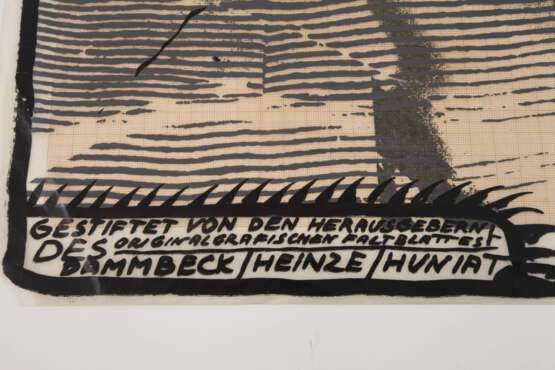 GESTIFTET VON DEN HERAUSGEBERN
DES ORIGINALGRAFISCHEN FALTBLATTES!
DAMMBECK/HEINZE/HUNIAT